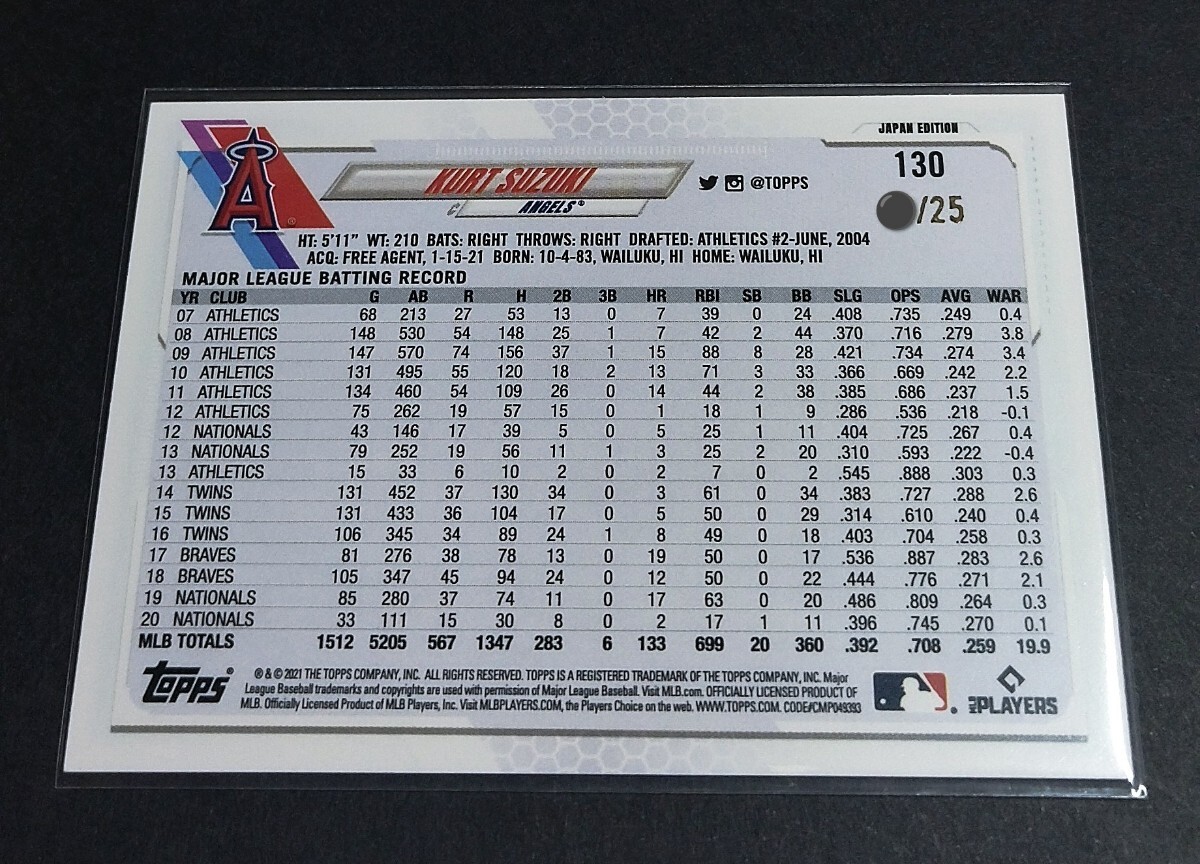 JAPAN EDITION
130
/25
A
KURT SUZUKI
C ANGELS®
@TOPPS
HT: 5'11" WT: 210 BATS: RIGHT THROWS: RIGHT DRAFTED: ATHLETICS #2-JUNE, 2004
ACQ: FREE AGENT, 1-15-21 BORN: 10-4-83, WAILUKU, HI HOME: WAILUKU, HI
MAJOR LEAGUE BATTING RECORD
YR CLUB G AB R H 2B 3B HR RBI SB BB SLG OPS AVG WAR
07 ATHLETICS 68 213 27 53 13 0 7 39 0 24 .408 .735 .249 0.4
08 ATHLETICS 148 530 54 148 25 1 7 42 2 44 .370 .716 .279 3.8
09 ATHLETICS 147 570 74 156 37 1 15 88 8 28 .421 .734 .274 3.4
10 ATHLETICS 131 495 55 120 18 2 13 71 3 33 .366 .669 .242 2.2
11 ATHLETICS 134 460 54 109 26 0 14 44 2 38 .385 .686 .237 1.5
12 ATHLETICS 75 262 19 57 15 0 1 18 1 9 .286 .536 .218 -0.1
12 NATIONALS 43 146 17 39 5 0 5 25 1 11 .404 .725 .267 0.4
13 NATIONALS 79 252 19 56 11 1 3 25 2 20 .310 .593 .222 -0.4
13 ATHLETICS 15 33 6 10 2 0 2 7 0 2 .545 .888 .303 0.3
14 TWINS 131 452 37 130 34 0 3 61 0 34 .383 .727 .288 2.6
15 TWINS 131 433 36 104 17 0 5 50 0 29 .314 .610 .240 0.4
16 TWINS 106 345 34 89 24 1 8 49 0 18 .403 .704 .258 0.3
17 BRAVES 81 276 38 78 13 0 19 50 0 17 .536 .887 .283 2.6
18 BRAVES 105 347 45 94 24 0 12 50 0 22 .444 .776 .271 2.1
19 NATIONALS 85 280 37 74 11 0 17 63 0 20 .486 .809 .264 0.3
20 NATIONALS 33 111 15 30 8 0 2 17 1 11 .396 .745 .270 0.1
MLB TOTALS 1512 5205 567 1347 283 6 133 699 20 360 .392 .708 .259 19.9
TOPPS®
® & © 2021 THE TOPPS COMPANY, INC. ALL RIGHTS RESERVED. TOPPS IS A REGISTERED TRADEMARK OF THE TOPPS COMPANY, INC. Major
League Baseball trademarks and copyrights are used with permission of Major League Baseball. Visit MLB.com. OFFICIALLY LICENSED PRODUCT OF
MLB. Officially Licensed Product of MLB Players, Inc. Visit MLBPLAYERS.COM, the Players Choice on the web. WWW.TOPPS.COM. CODE#CMP049393
MLB PLAYERS